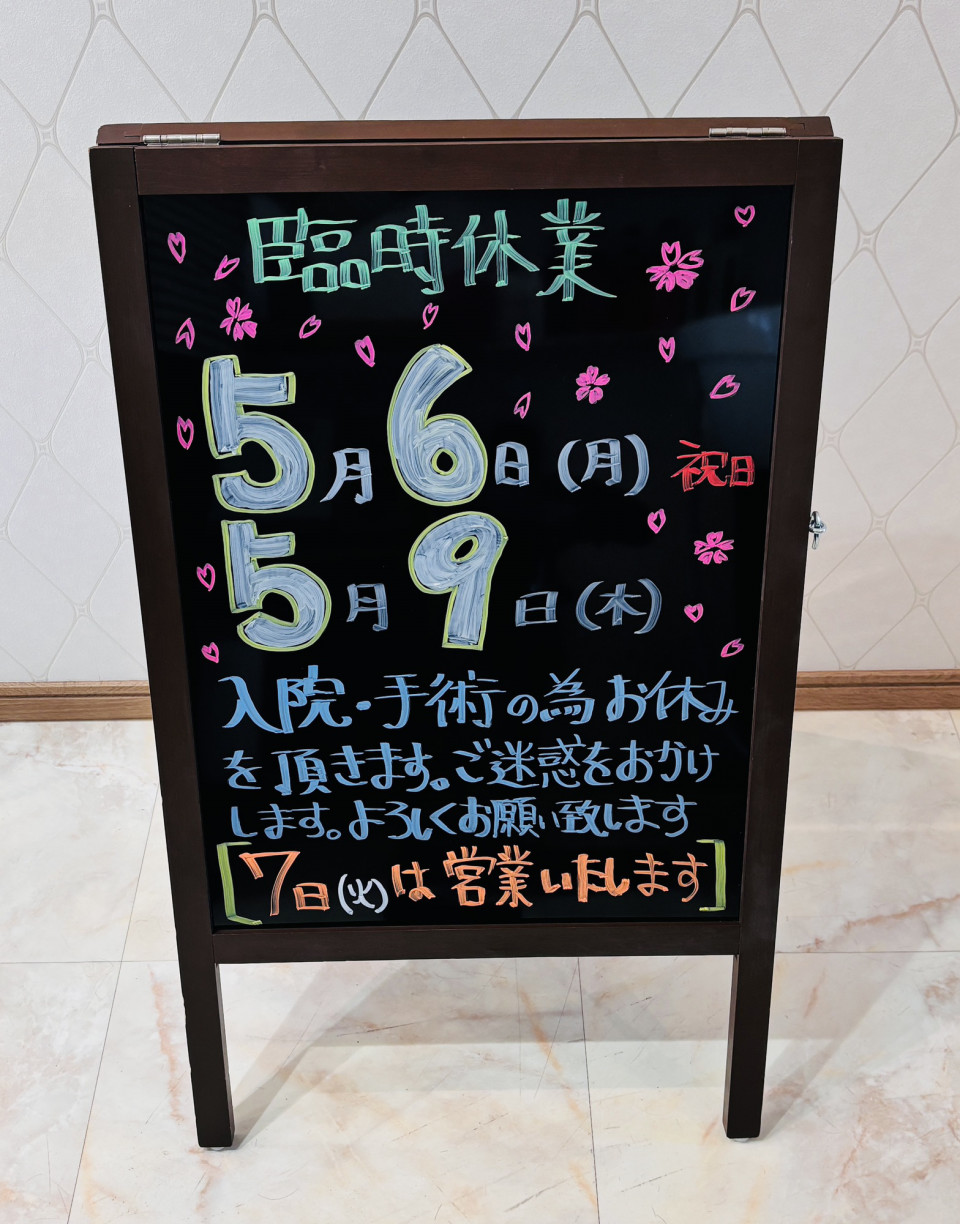 臨時休業
5月6日(月)祝日
5月9日(木)
入院・手術の為お休み
を頂きます。ご迷惑をおかけ
します。よろしくお願い致します
[7日(火)は営業いたします]